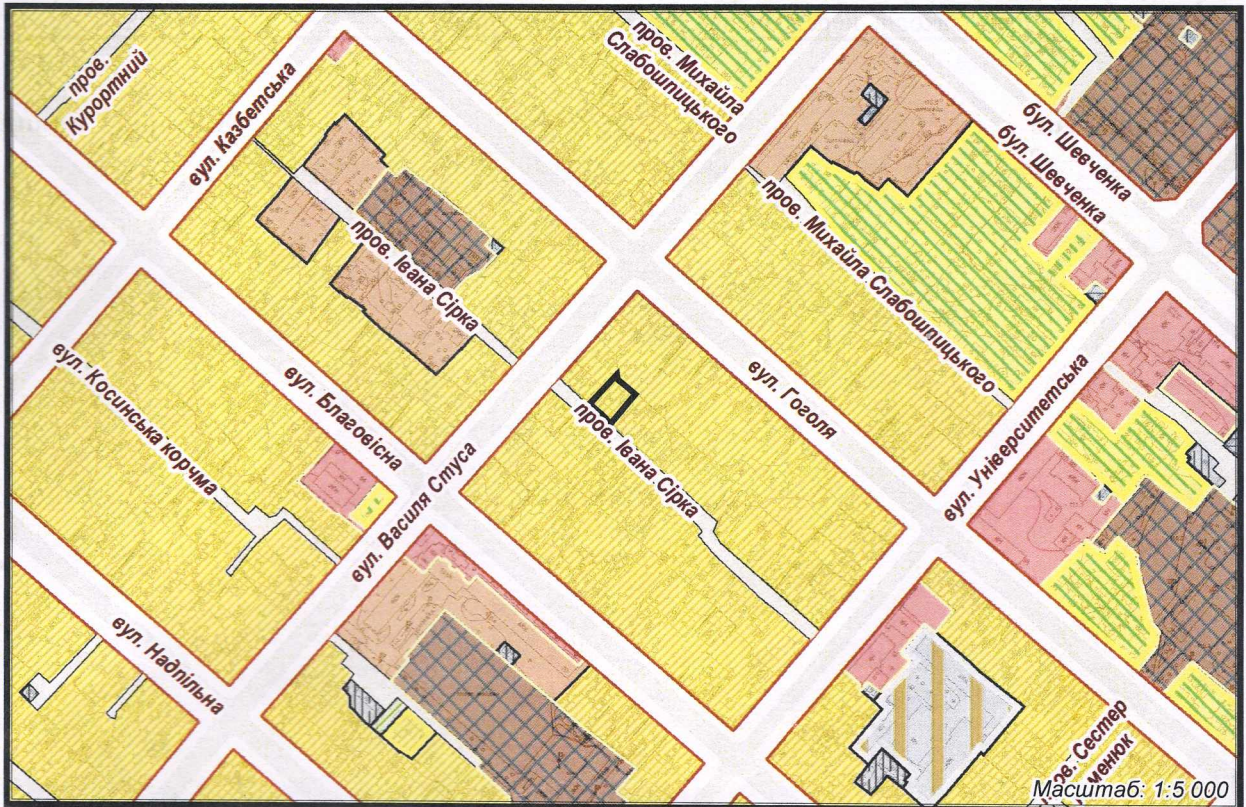 пров.
Курортний
вул. Казбетська
пров. Михайла
Слабошпицького
бул. Шевченка
бул. Шевченка
пров. Івана Сірка
пров. Михайла Слабошпицького
вул. Косинська корчма
вул. Благовісна
вул. Гоголя
вул. Університетська
пров. Івана Сірка
вул. Василя Стуса
вул. Надпільна
Сестер
Масштаб: 1:5 000